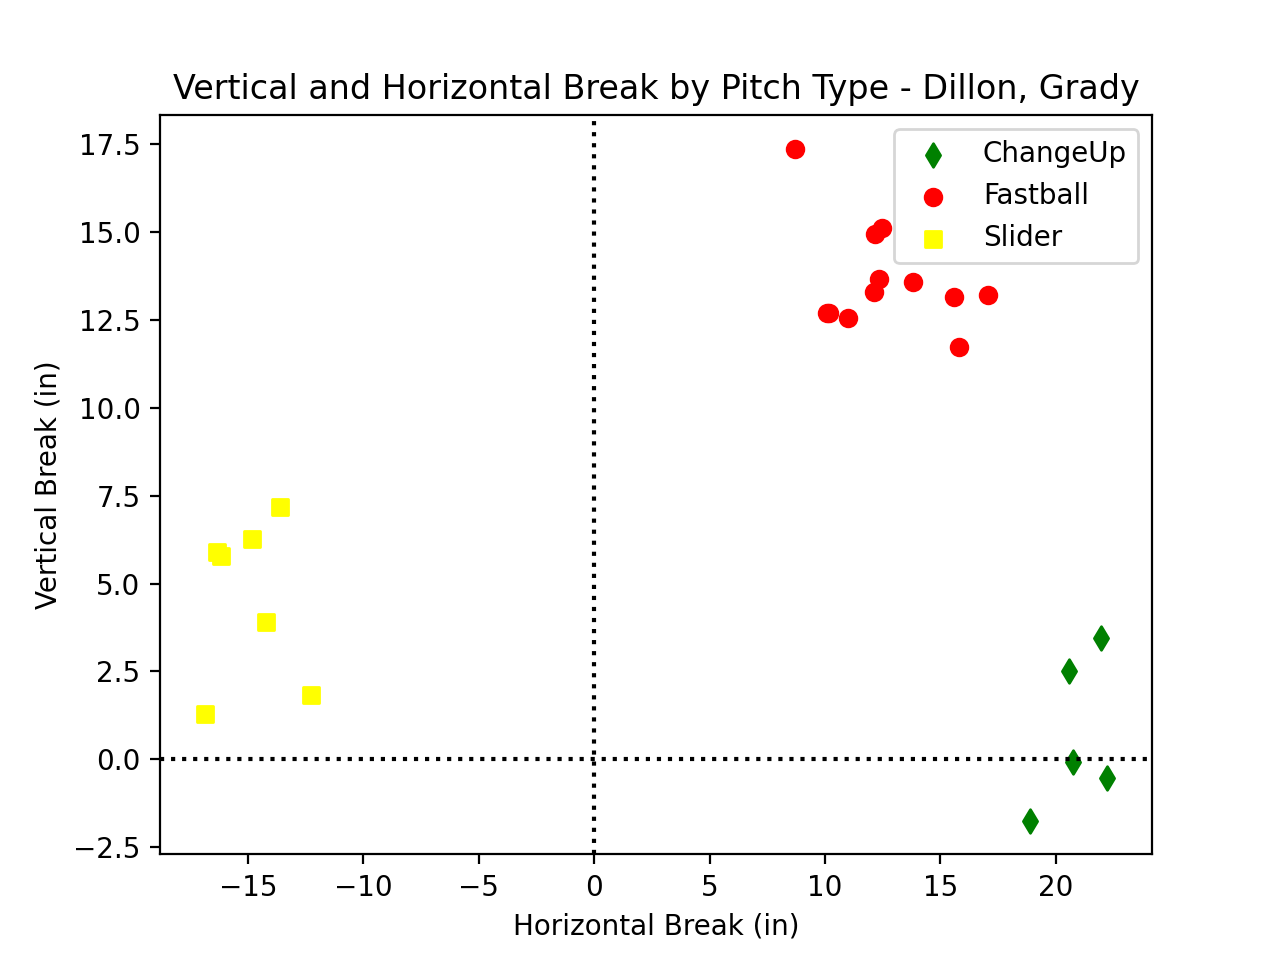 Vertical and Horizontal Break by Pitch Type - Dillon, Grady
17.5
15.0
12.5
10.0
7.5
5.0
2.5
0.0
−2.5
Vertical Break (in)
ChangeUp
Fastball
Slider
−15
−10
−5
0
5
10
15
20
Horizontal Break (in)